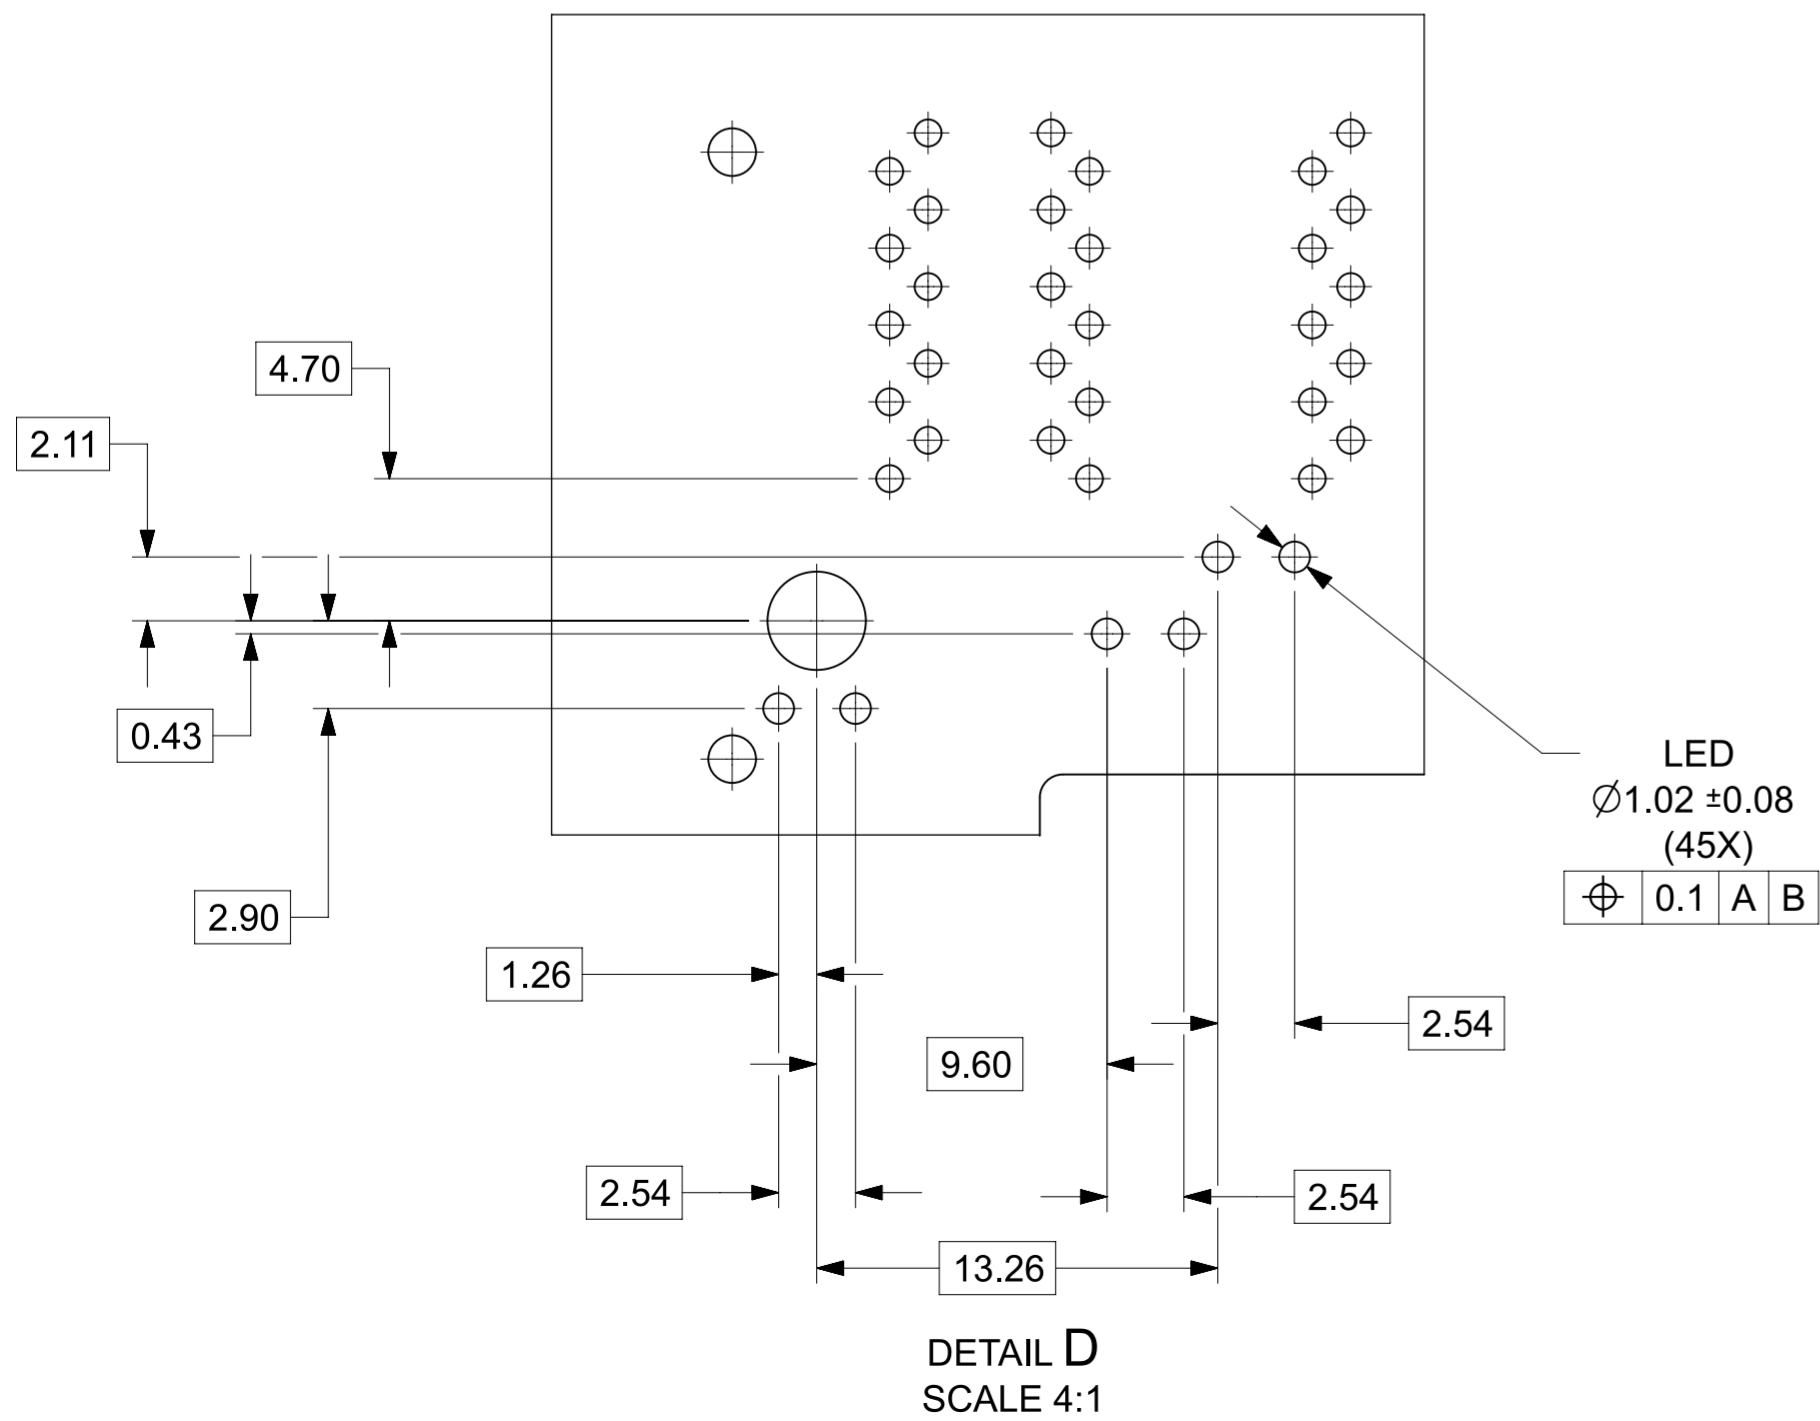 4.70
2.11
0.43
2.90
LED
∅1.02 ±0.08
(45X)
⌖ 0.1 A B
1.26
2.54
9.60
2.54
2.54
13.26
DETAIL D
SCALE 4:1